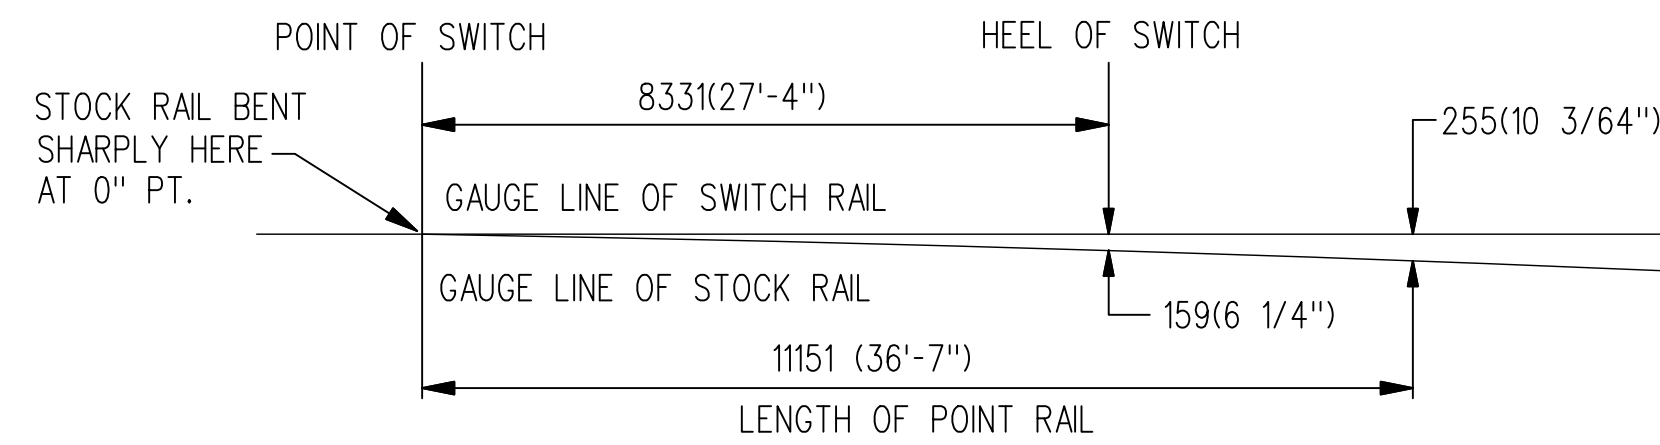 POINT OF SWITCH
HEEL OF SWITCH
STOCK RAIL BENT
SHARPLY HERE
AT 0" PT.
8331(27'-4")
255(10 3/64")
GAUGE LINE OF SWITCH RAIL
GAUGE LINE OF STOCK RAIL
159(6 1/4")
11151 (36'-7")
LENGTH OF POINT RAIL